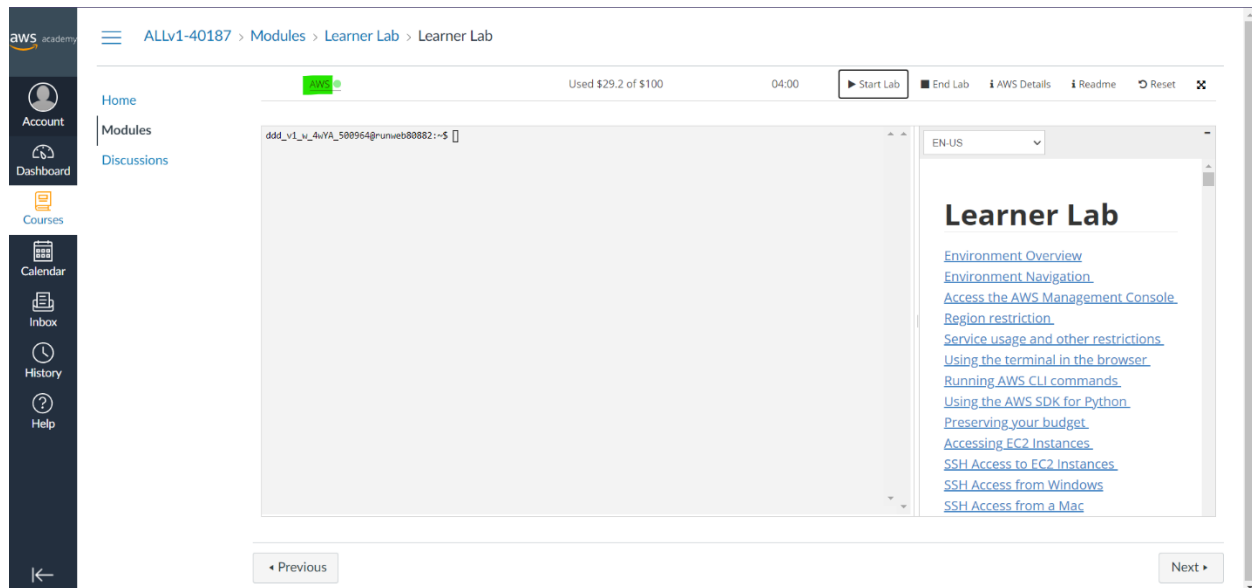 aws academy
ALLv1-40187 > Modules > Learner Lab > Learner Lab
Account
Dashboard
Courses
Calendar
Inbox
History
Help
Home
Modules
Discussions
AWS
Used $29.2 of $100
04:00
Start Lab
End Lab
AWS Details
Readme
Reset
ddd_v1_w_4wYA_500964@runweb80882:~$
EN-US
Learner Lab
Environment Overview
Environment Navigation
Access the AWS Management Console
Region restriction
Service usage and other restrictions
Using the terminal in the browser
Running AWS CLI commands
Using the AWS SDK for Python
Preserving your budget
Accessing EC2 Instances
SSH Access to EC2 Instances
SSH Access from Windows
SSH Access from a Mac
Previous
Next